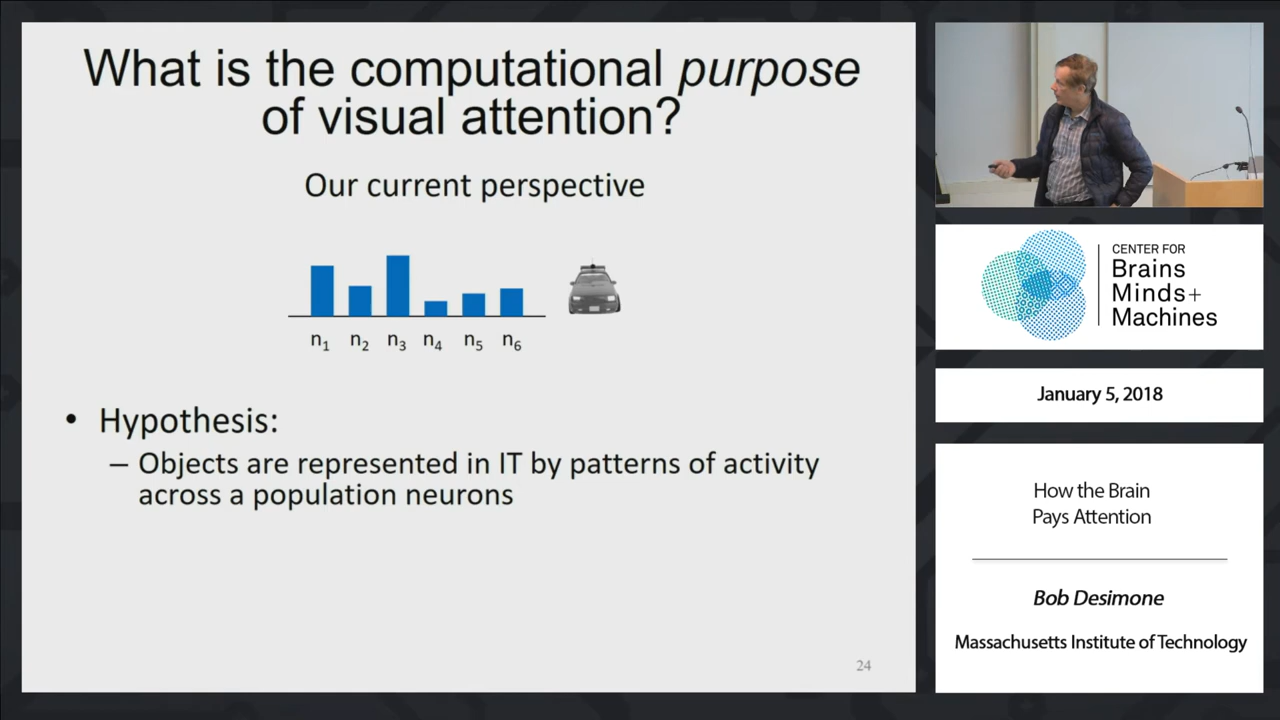 What is the computational purpose
of visual attention?
Our current perspective
n1 n2 n3 n4 n5 n6
• Hypothesis:
– Objects are represented in IT by patterns of activity
across a population neurons
24
CENTER FOR
Brains
Minds+
Machines
January 5, 2018
How the Brain
Pays Attention
Bob Desimone
Massachusetts Institute of Technology